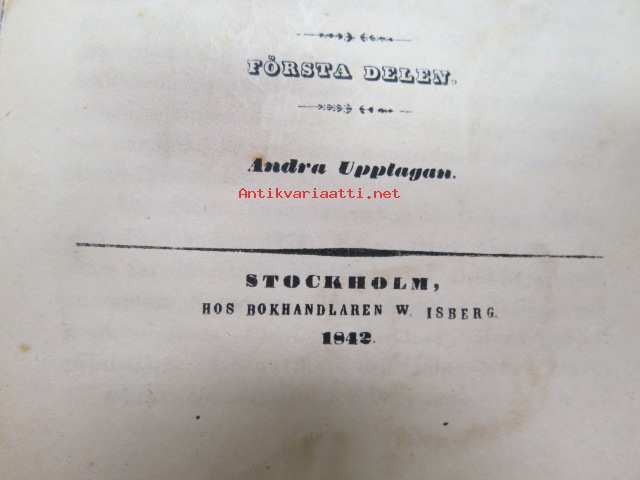 FÖRSTA DELEN.
Andra Upplagan.
Antikvariaatti.net
STOCKHOLM,
HOS BOKHANDLAREN W. ISBERG.
1842.